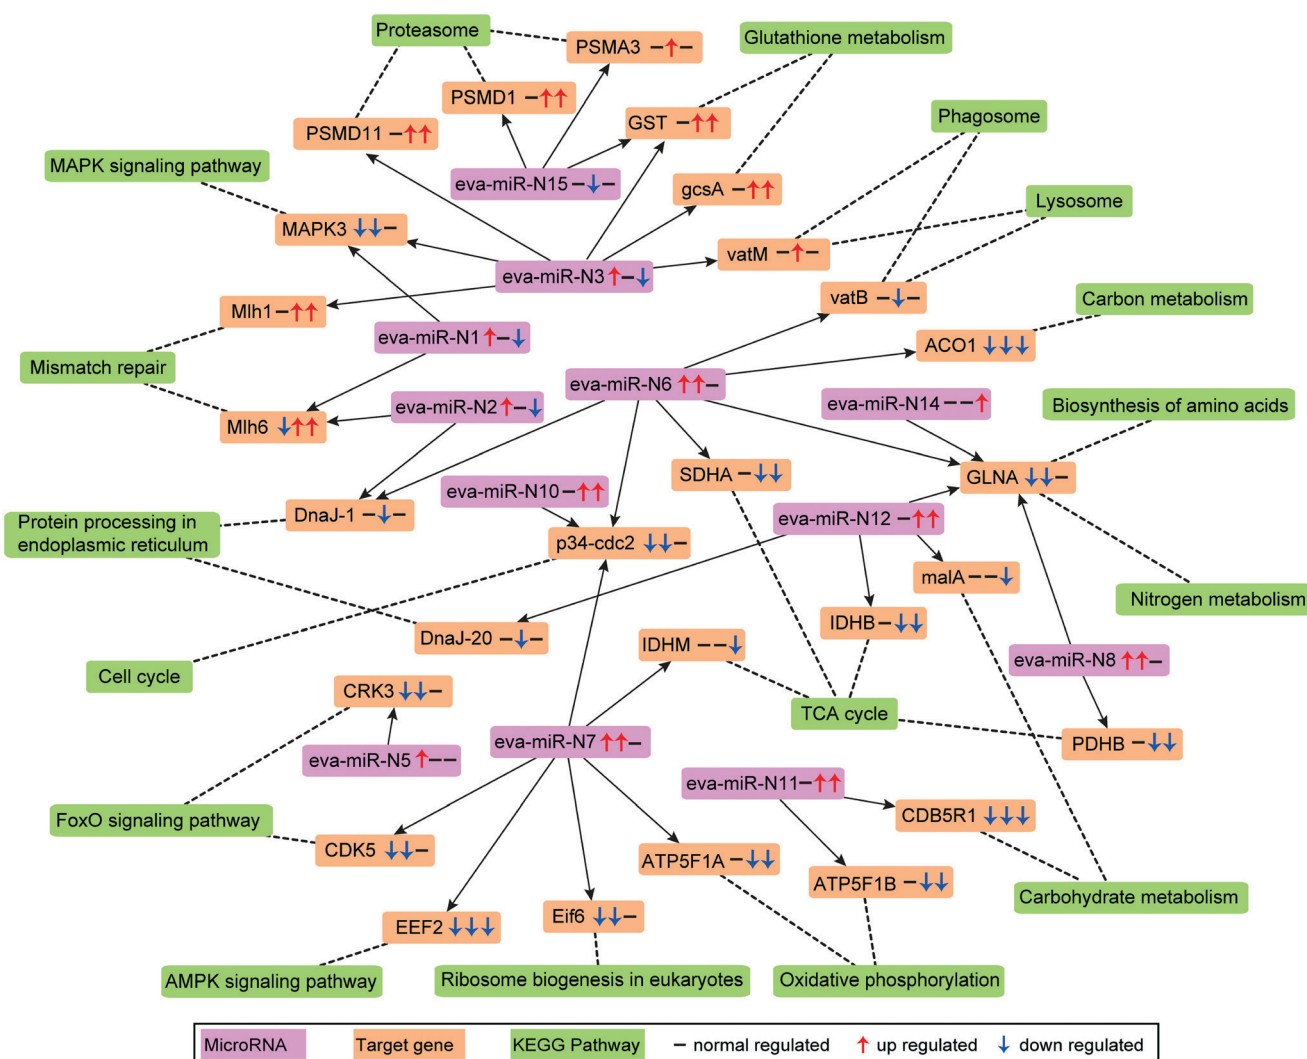 Proteasome
PSMA3 –↑–
Glutathione metabolism
PSMD1 –↑↑
GST –↑↑
Phagosome
PSMD11 –↑↑
MAPK signaling pathway
eva-miR-N15 –↓–
gcsA –↑↑
Lysosome
MAPK3 ↓↓–
vatM –↑–
eva-miR-N3 ↑–↓
vatB –↓–
Carbon metabolism
Mlh1 –↑↑
eva-miR-N1 ↑–↓
ACO1 ↓↓↓
Mismatch repair
eva-miR-N6 ↑↑–
eva-miR-N2 ↑–↓
eva-miR-N14 – –↑
Biosynthesis of amino acids
Mlh6 ↓↑↑
SDHA –↓↓
GLNA ↓↓–
eva-miR-N10 –↑↑
DnaJ-1 –↓–
eva-miR-N12 –↑↑
Protein processing in
endoplasmic reticulum
p34-cdc2 ↓↓–
malA – –↓
Nitrogen metabolism
DnaJ-20 –↓–
IDHM – –↓
IDHB –↓↓
eva-miR-N8 ↑↑–
Cell cycle
CRK3 ↓↓–
TCA cycle
eva-miR-N5 ↑– –
eva-miR-N7 ↑↑–
PDHB –↓↓
eva-miR-N11 –↑↑
FoxO signaling pathway
CDB5R1 ↓↓↓
CDK5 ↓↓–
ATP5F1A –↓↓
ATP5F1B –↓↓
Carbohydrate metabolism
EEF2 ↓↓↓
Eif6 ↓↓–
AMPK signaling pathway
Ribosome biogenesis in eukaryotes
Oxidative phosphorylation
MicroRNA Target gene KEGG Pathway – normal regulated ↑ up regulated ↓ down regulated